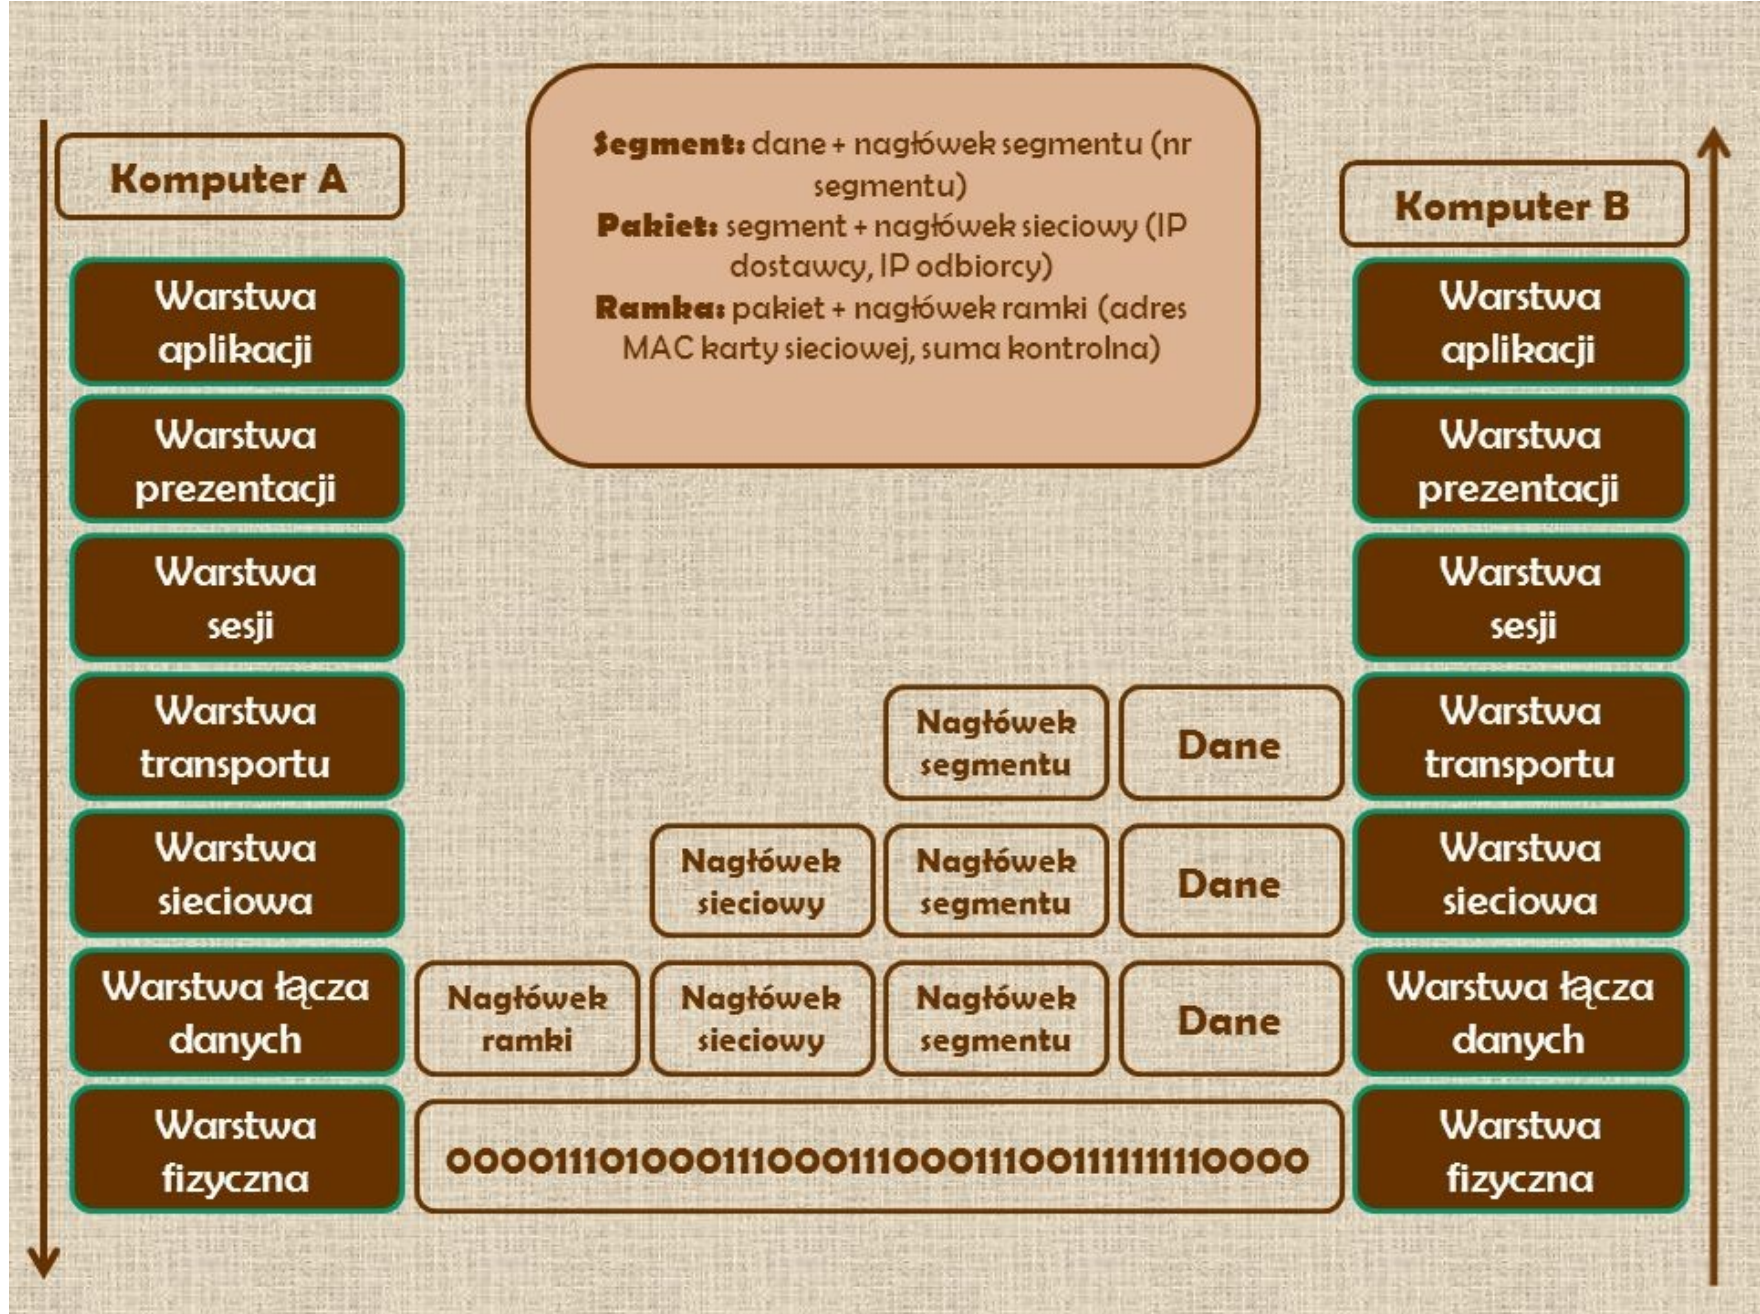 Segment: dane + nagłówek segmentu (nr
segmentu)
Pakiet: segment + nagłówek sieciowy (IP
dostawcy, IP odbiorcy)
Ramka: pakiet + nagłówek ramki (adres
MAC karty sieciowej, suma kontrolna)
Komputer A
Warstwa
aplikacji
Warstwa
prezentacji
Warstwa
sesji
Warstwa
transportu
Warstwa
sieciowa
Warstwa łącza
danych
Warstwa
fizyczna
Nagłówek
segmentu
Dane
Nagłówek
sieciowy
Nagłówek
segmentu
Dane
Nagłówek
ramki
Nagłówek
sieciowy
Nagłówek
segmentu
Dane
0000111010001110001110001110011111111110000
Komputer B
Warstwa
aplikacji
Warstwa
prezentacji
Warstwa
sesji
Warstwa
transportu
Warstwa
sieciowa
Warstwa łącza
danych
Warstwa
fizyczna